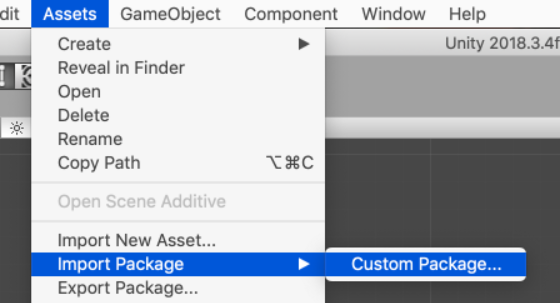 dit Assets GameObject Component Window Help
Unity 2018.3.4f
Create
Reveal in Finder
Open
Delete
Rename
Copy Path ⌥⌘C
Open Scene Additive
Import New Asset...
Import Package Custom Package...
Export Package...